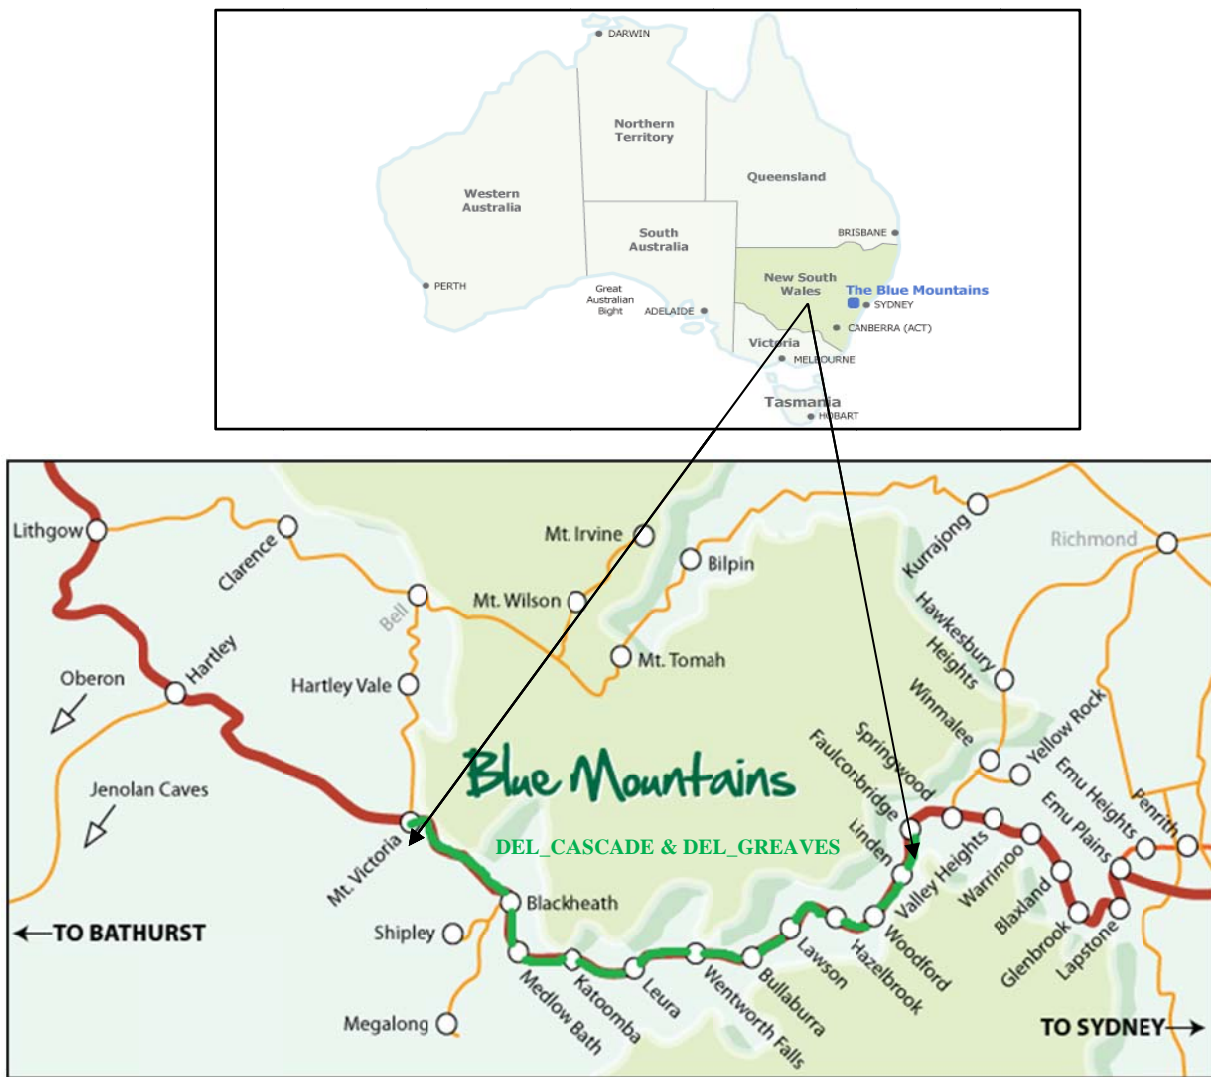 DARWIN
Northern
Territory
Queensland
Western
Australia
South
Australia
BRISBANE
New South
Wales
The Blue Mountains
SYDNEY
PERTH
Great
Australian
Bight
ADELAIDE
CANBERRA (ACT)
Victoria
MELBOURNE
Tasmania
HOBART
Lithgow
Clarence
Mt. Irvine
Bilpin
Kurrajong
Richmond
Bell
Mt. Wilson
Mt. Tomah
Hawkesbury
Heights
Hartley
Oberon
Hartley Vale
Winmalee
Yellow Rock
Jenolan Caves
Blue Mountains
Springwood
Faulconbridge
Emu Heights
Emu Plains
Penrith
Mt. Victoria
DEL_CASCADE & DEL_GREAVES
Linden
Valley Heights
Warrimoo
Blaxland
Glenbrook
Lapstone
Blackheath
Shipley
TO BATHURST
Medlow Bath
Katoomba
Leura
Wentworth Falls
Bullaburra
Lawson
Hazelbrook
Woodford
Megalong
TO SYDNEY